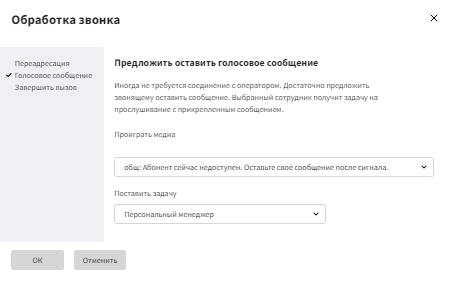 Обработка звонка
Переадресация
Голосовое сообщение
Завершить вызов
Предложить оставить голосовое сообщение
Иногда не требуется соединение с оператором. Достаточно предложить
звонящему оставить сообщение. Выбранный сотрудник получит задачу на
прослушивание с прикрепленным сообщением.
Проиграть медиа
общ: Абонент сейчас недоступен. Оставьте своё сообщение после сигнала.
Поставить задачу
Персональный менеджер
ОК
Отменить